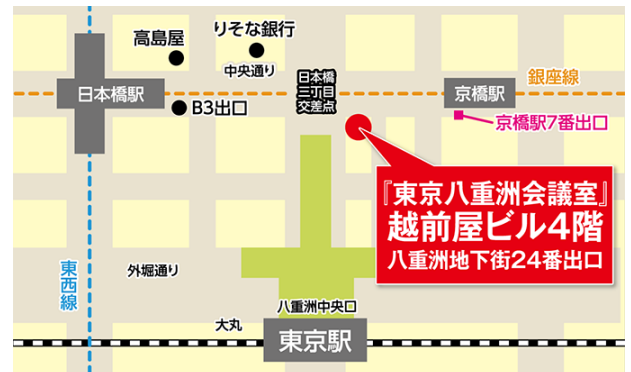 高島屋
りそな銀行
中央通り
日本橋
二丁目
交差点
銀座線
日本橋駅
京橋駅
B3出口
京橋駅7番出口
『東京八重洲会議室』
越前屋ビル4階
八重洲地下街24番出口
東西線
外堀通り
八重洲中央口
大丸
東京駅